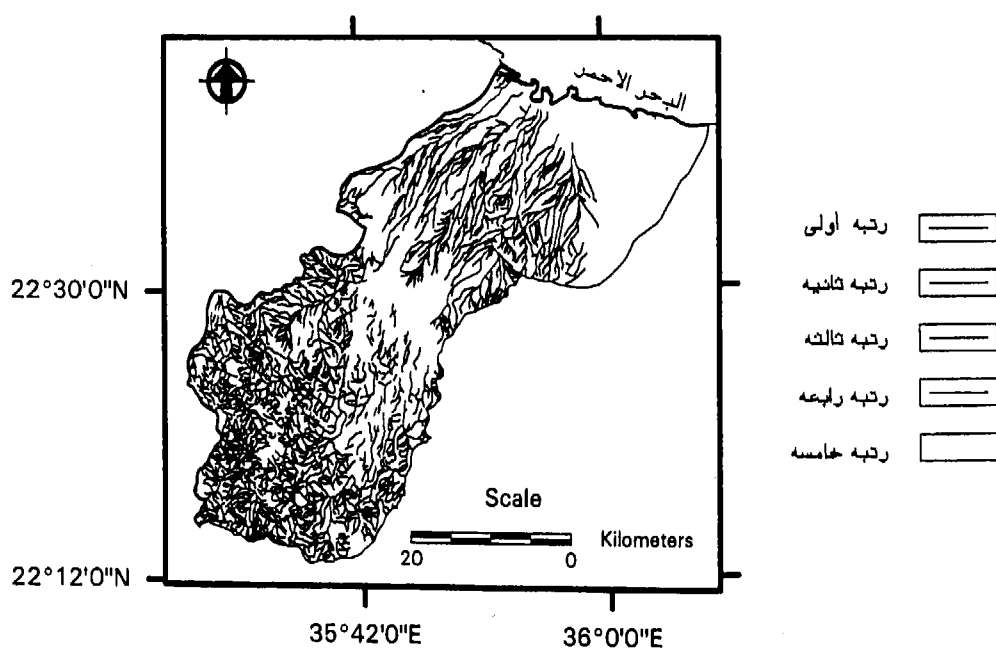 البحر الاحمر
رتبه أولى
رتبه ثانيه
رتبه ثالثه
رتبه رابعه
رتبه خامسه
22°30'0"N
22°12'0"N
Scale
20 0 Kilometers
35°42'0"E 36°0'0"E